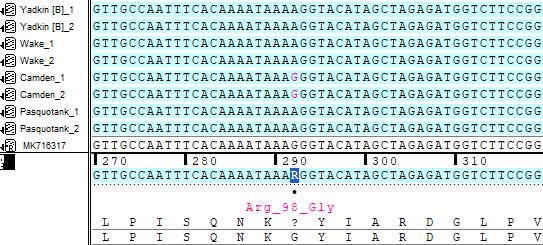 Yadkin [B]_1 GTTGCCAATTTCACAAAATAAAAGGTACATAGCTAGAGATGGTCTTCCGG
Yadkin [B]_2 GTTGCCAATTTCACAAAATAAAAGGTACATAGCTAGAGATGGTCTTCCGG
Wake_1 GTTGCCAATTTCACAAAATAAAAGGTACATAGCTAGAGATGGTCTTCCGG
Wake_2 GTTGCCAATTTCACAAAATAAAAGGTACATAGCTAGAGATGGTCTTCCGG
Camden_1 GTTGCCAATTTCACAAAATAAAGGGTACATAGCTAGAGATGGTCTTCCGG
Camden_2 GTTGCCAATTTCACAAAATAAAGGGTACATAGCTAGAGATGGTCTTCCGG
Pasquotank_1 GTTGCCAATTTCACAAAATAAAAGGTACATAGCTAGAGATGGTCTTCCGG
Pasquotank_2 GTTGCCAATTTCACAAAATAAAAGGTACATAGCTAGAGATGGTCTTCCGG
MK716317 GTTGCCAATTTCACAAAATAAAAGGTACATAGCTAGAGATGGTCTTCCGG
270 280 290 300 310
GTTGCCAATTTCACAAAATAAARGGTACATAGCTAGAGATGGTCTTCCGG
Arg_98_Gly
L P I S Q N K ? Y I A R D G L P V
L P I S Q N K G Y I A R D G L P V